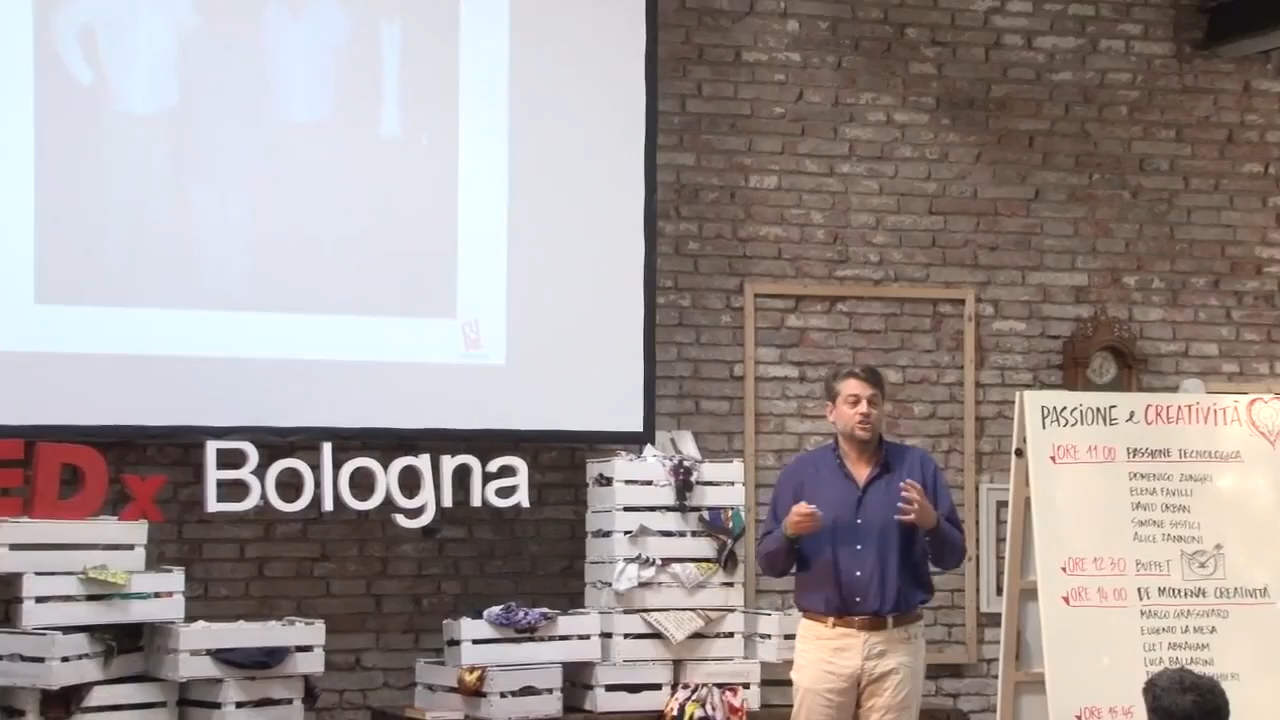 EDx Bologna
PASSIONE e CREATIVITÀ
ORE 11.00 PASSIONE TECNOLOGICA
DOMENICO ZUNGRI
ELENA FAVILLI
DAVID ORBAN
SIMONE SISTICI
ALICE ZANNONI
ORE 12.30 BUFFET
ORE 14.00 DE MODERNAE CREATIVITÀ
MARCO GRASSIVARO
EUGENIO LA MESA
CLET ABRAHAM
LUCA BALLARINI
ORE 15.45